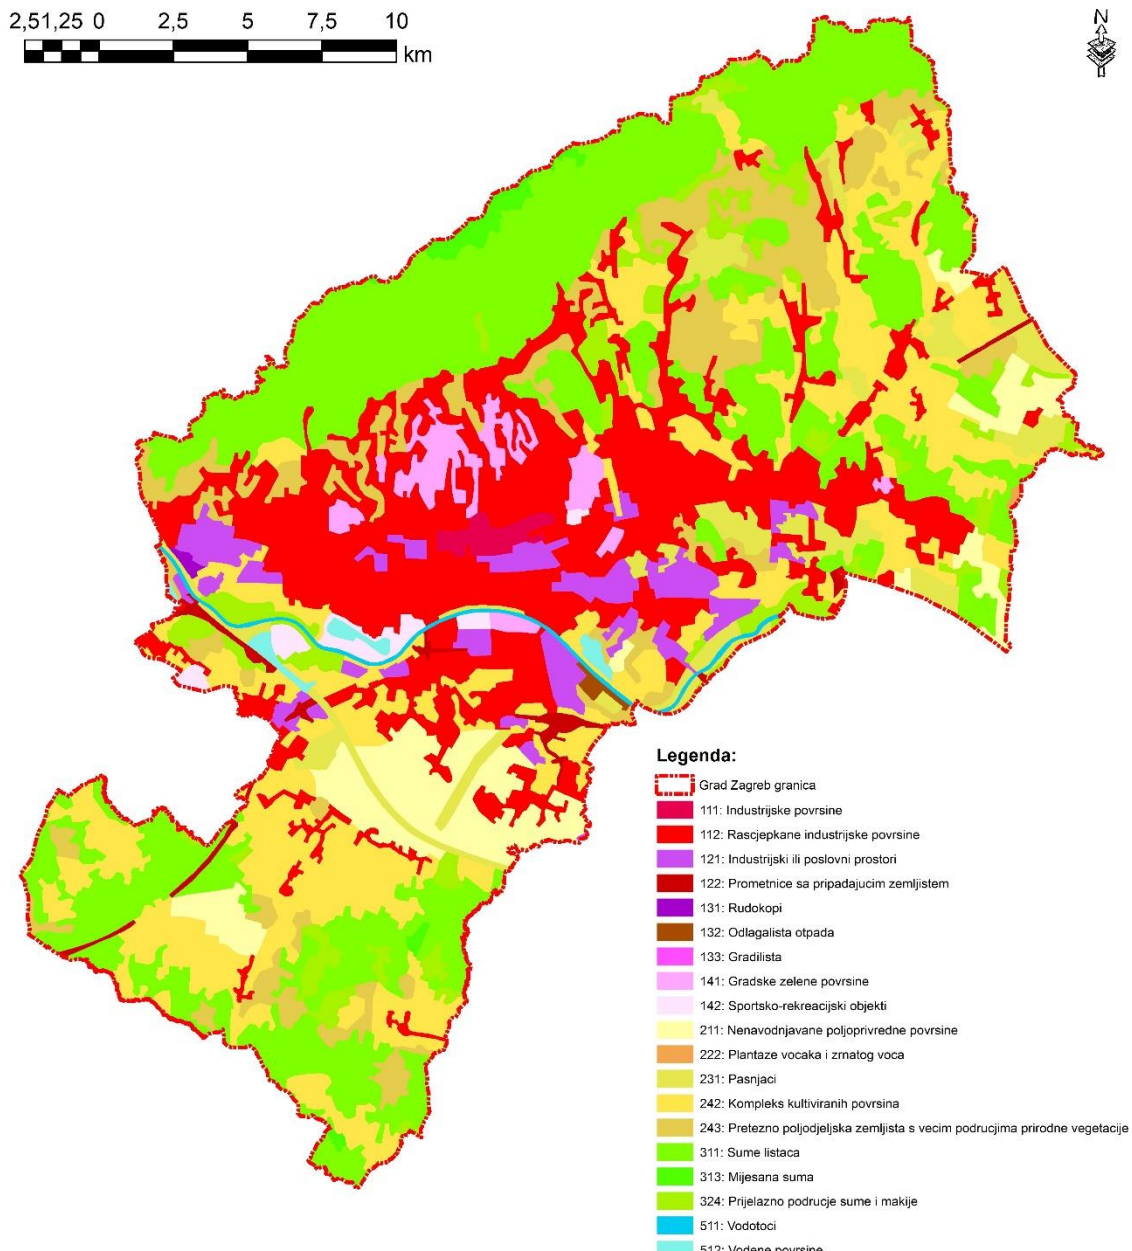 2,51,25 0 2,5 5 7,5 10
km
N
Legenda:
Grad Zagreb granica
111: Industrijske povrsine
112: Rascjepkane industrijske povrsine
121: Industrijski ili poslovni prostori
122: Prometnice sa pripadajucim zemljistem
131: Rudokopi
132: Odlagalista otpada
133: Gradilista
141: Gradske zelene povrsine
142: Sportsko-rekreacijski objekti
211: Nenavodnjavane poljoprivredne povrsine
222: Plantaze vocaka i zrnatog voca
231: Pasnjaci
242: Kompleks kultiviranih povrsina
243: Pretezno poljodjeljska zemljista s vecim podrucjima prirodne vegetacije
311: Sume listaca
313: Mijesana suma
324: Prijelazno podrucje sume i makije
511: Vodotoci
512: Vodene povrsine